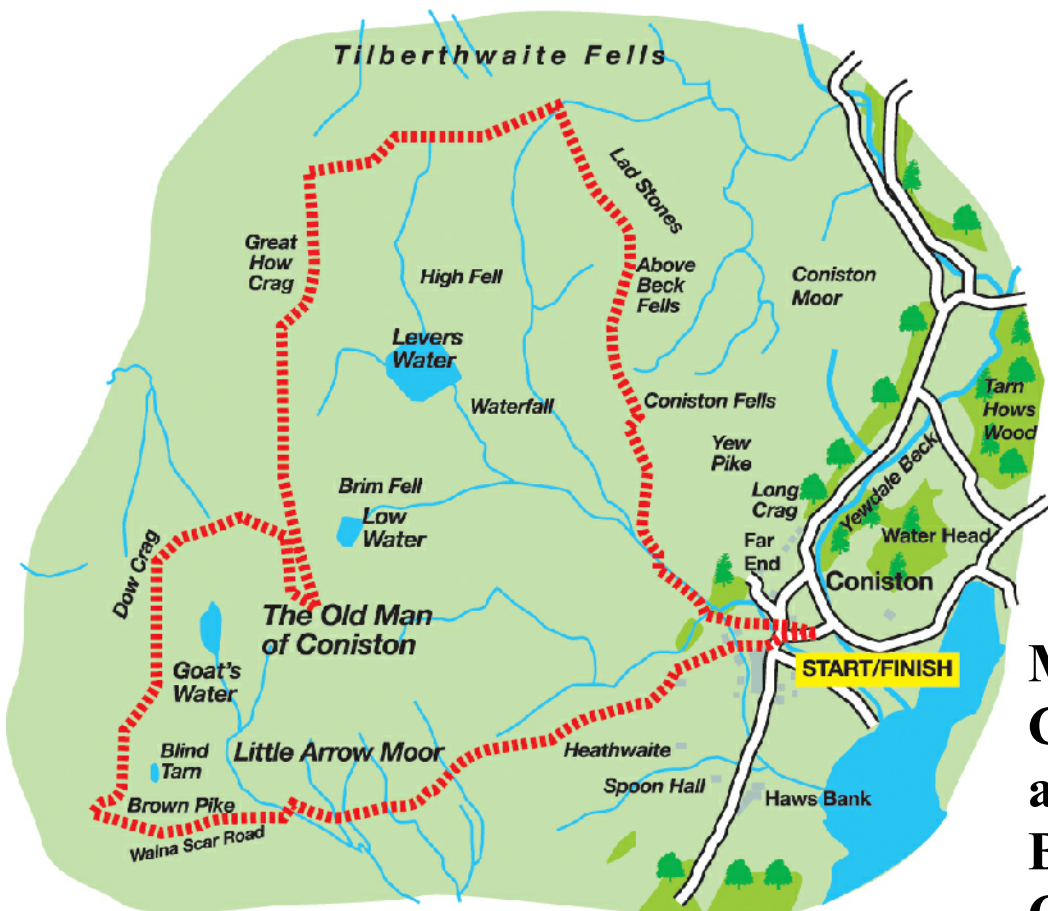 Tilberthwaite Fells
Lad Stones
Great
How
Crag
High Fell
Above
Beck
Fells
Coniston
Moor
Levers
Water
Waterfall
Coniston Fells
Tarn
Hows
Wood
Yew
Pike
Yewdale Beck
Brim Fell
Long
Crag
Low
Water
Far
End
Water Head
Dow Crag
Coniston
The Old Man
of Coniston
Goat's
Water
START/FINISH
Little Arrow Moor
Blind
Tarn
Heathwaite
Spoon Hall
Haws Bank
Brown Pike
Walna Scar Road
M
a
B